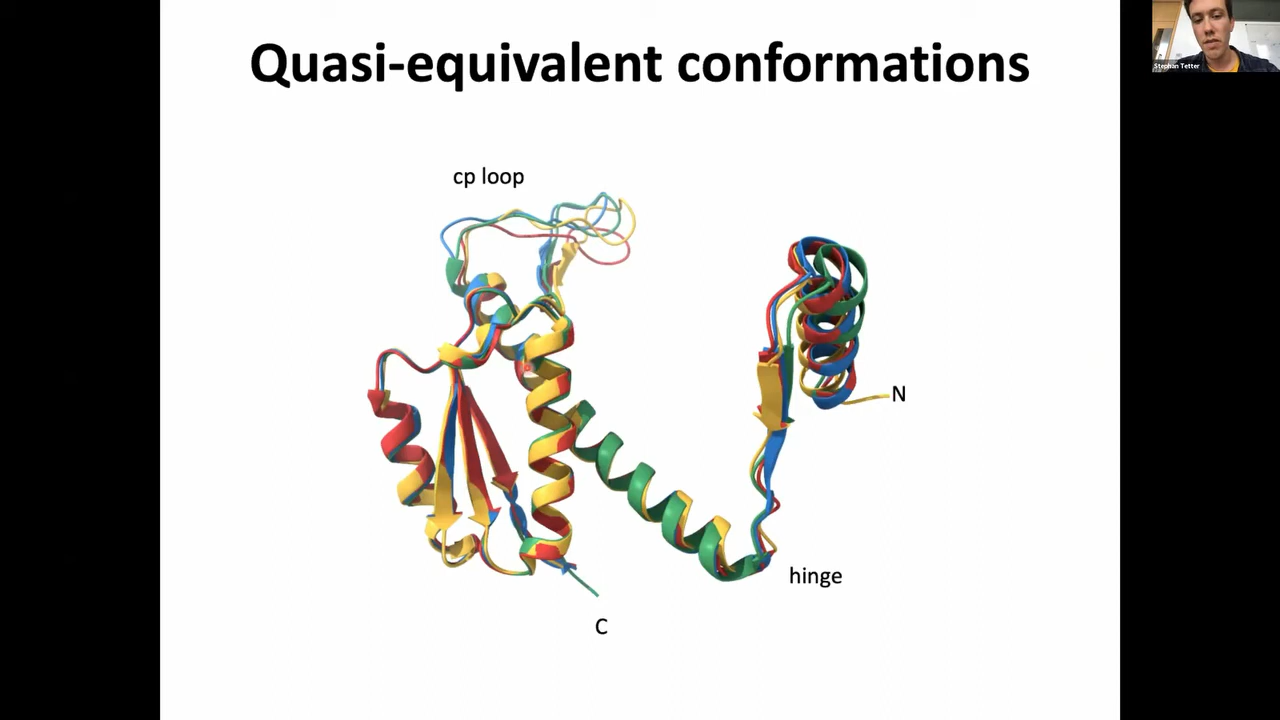 Quasi-equivalent conformations
Stephan Tetter
cp loop
N
hinge
C